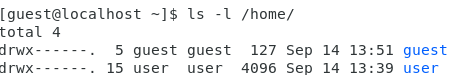 [guest@localhost ~]$ ls -l /home/
total 4
drwx------.  5 guest guest  127 Sep 14 13:51 guest
drwx------. 15 user  user  4096 Sep 14 13:39 user